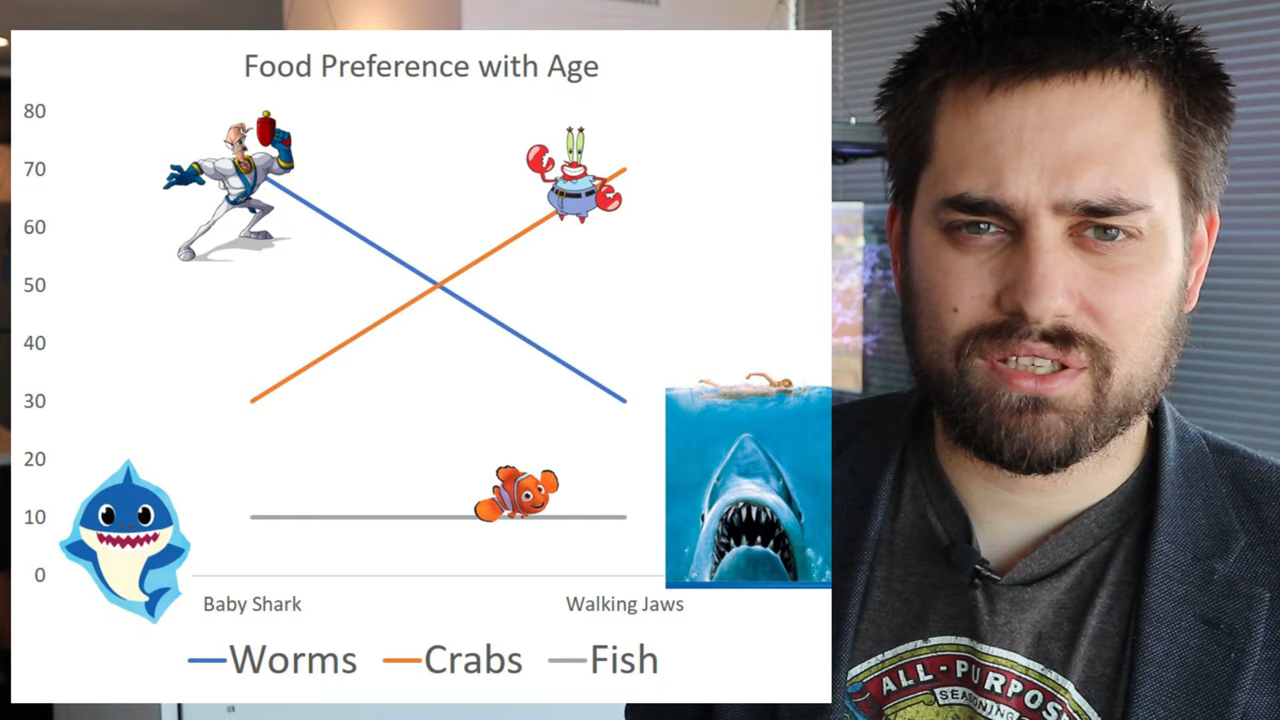 Food Preference with Age
80
70
60
50
40
30
20
10
0
Baby Shark
Walking Jaws
Worms
Crabs
Fish
ALL-PURPOS
SEASONING